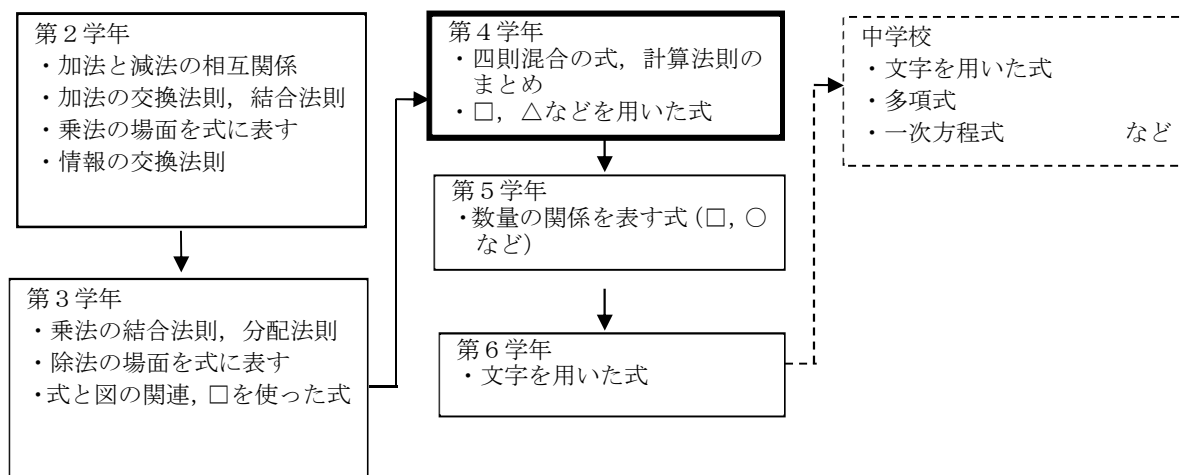 第２学年
・加法と減法の相互関係
・加法の交換法則，結合法則
・乗法の場面を式に表す
・情報の交換法則
第３学年
・乗法の結合法則，分配法則
・除法の場面を式に表す
・式と図の関連，□を使った式
第４学年
・四則混合の式，計算法則の
まとめ
・□，△などを用いた式
第５学年
・数量の関係を表す式（□，○
など）
第６学年
・文字を用いた式
中学校
・文字を用いた式
・多項式
・一次方程式　　　　など